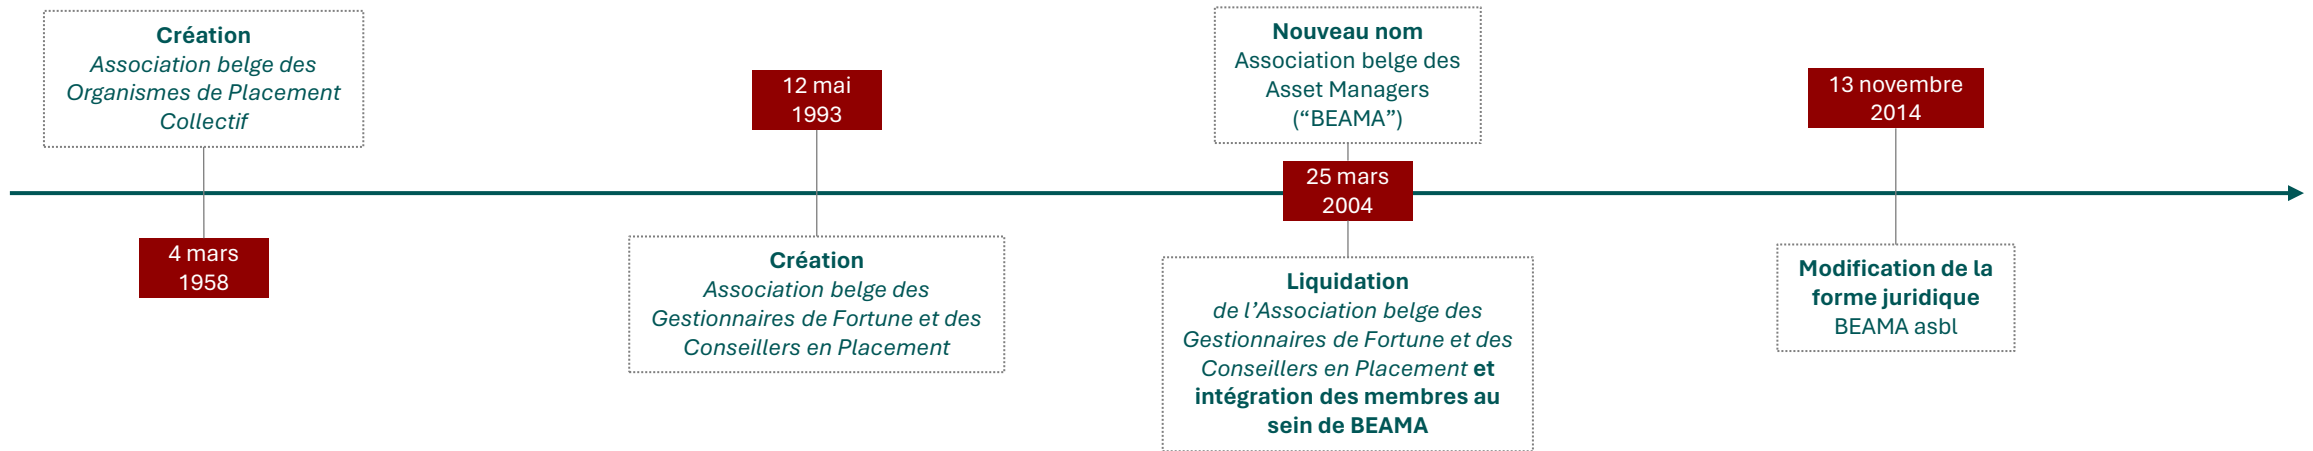 Création
Association belge des
Organismes de Placement
Collectif
4 mars
1958
12 mai
1993
Création
Association belge des
Gestionnaires de Fortune et des
Conseillers en Placement
Nouveau nom
Association belge des
Asset Managers
(“BEAMA”)
25 mars
2004
Liquidation
de l’Association belge des
Gestionnaires de Fortune et des
Conseillers en Placement et
intégration des membres au
sein de BEAMA
13 novembre
2014
Modification de la
forme juridique
BEAMA asbl